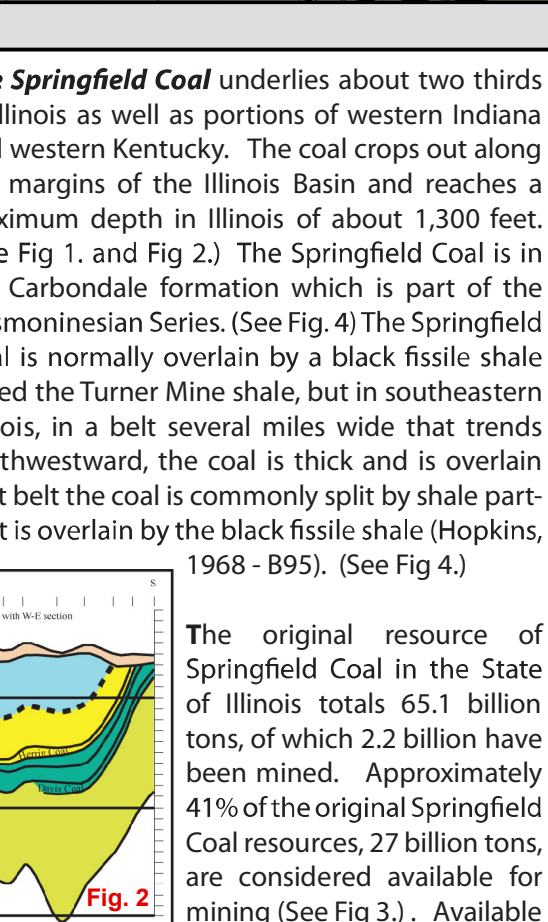 e Springfield Coal underlies about two thirds
llinois as well as portions of western Indiana
d western Kentucky. The coal crops out along
margins of the Illinois Basin and reaches a
ximum depth in Illinois of about 1,300 feet.
e Fig 1. and Fig 2.) The Springfield Coal is in
Carbondale formation which is part of the
smoninesian Series. (See Fig. 4) The Springfield
al is normally overlain by a black fissile shale
ed the Turner Mine shale, but in southeastern
ois, in a belt several miles wide that trends
thwestward, the coal is thick and is overlain
t belt the coal is commonly split by shale part-
t is overlain by the black fissile shale (Hopkins,
1968 - B95). (See Fig 4.)
S
with W-E section
Herrin Coal
Davis Coal
Fig. 2
The original resource of
Springfield Coal in the State
of Illinois totals 65.1 billion
tons, of which 2.2 billion have
been mined. Approximately
41% of the original Springfield
Coal resources, 27 billion tons,
are considered available for
mining (See Fig 3.) . Available